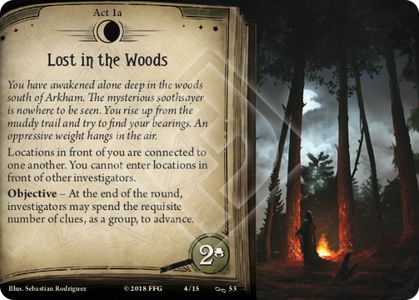 Act 1a
Lost in the Woods
You have awakened alone deep in the woods
south of Arkham. The mysterious soothsayer
is nowhere to be seen. You rise up from the
muddy trail and try to find your bearings. An
oppressive weight hangs in the air.
Locations in front of you are connected to
one another. You cannot enter locations in
front of other investigators.
Objective – At the end of the round,
investigators may spend the requisite
number of clues, as a group, to advance.
2
Illus. Sebastian Rodriguez © 2018 FFG 4/15 53